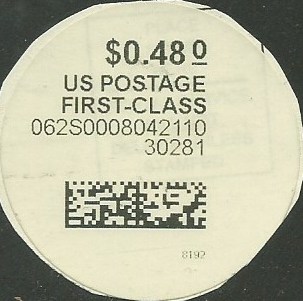 $0.48 0
US POSTAGE
FIRST-CLASS
062S0008042110
30281
8192